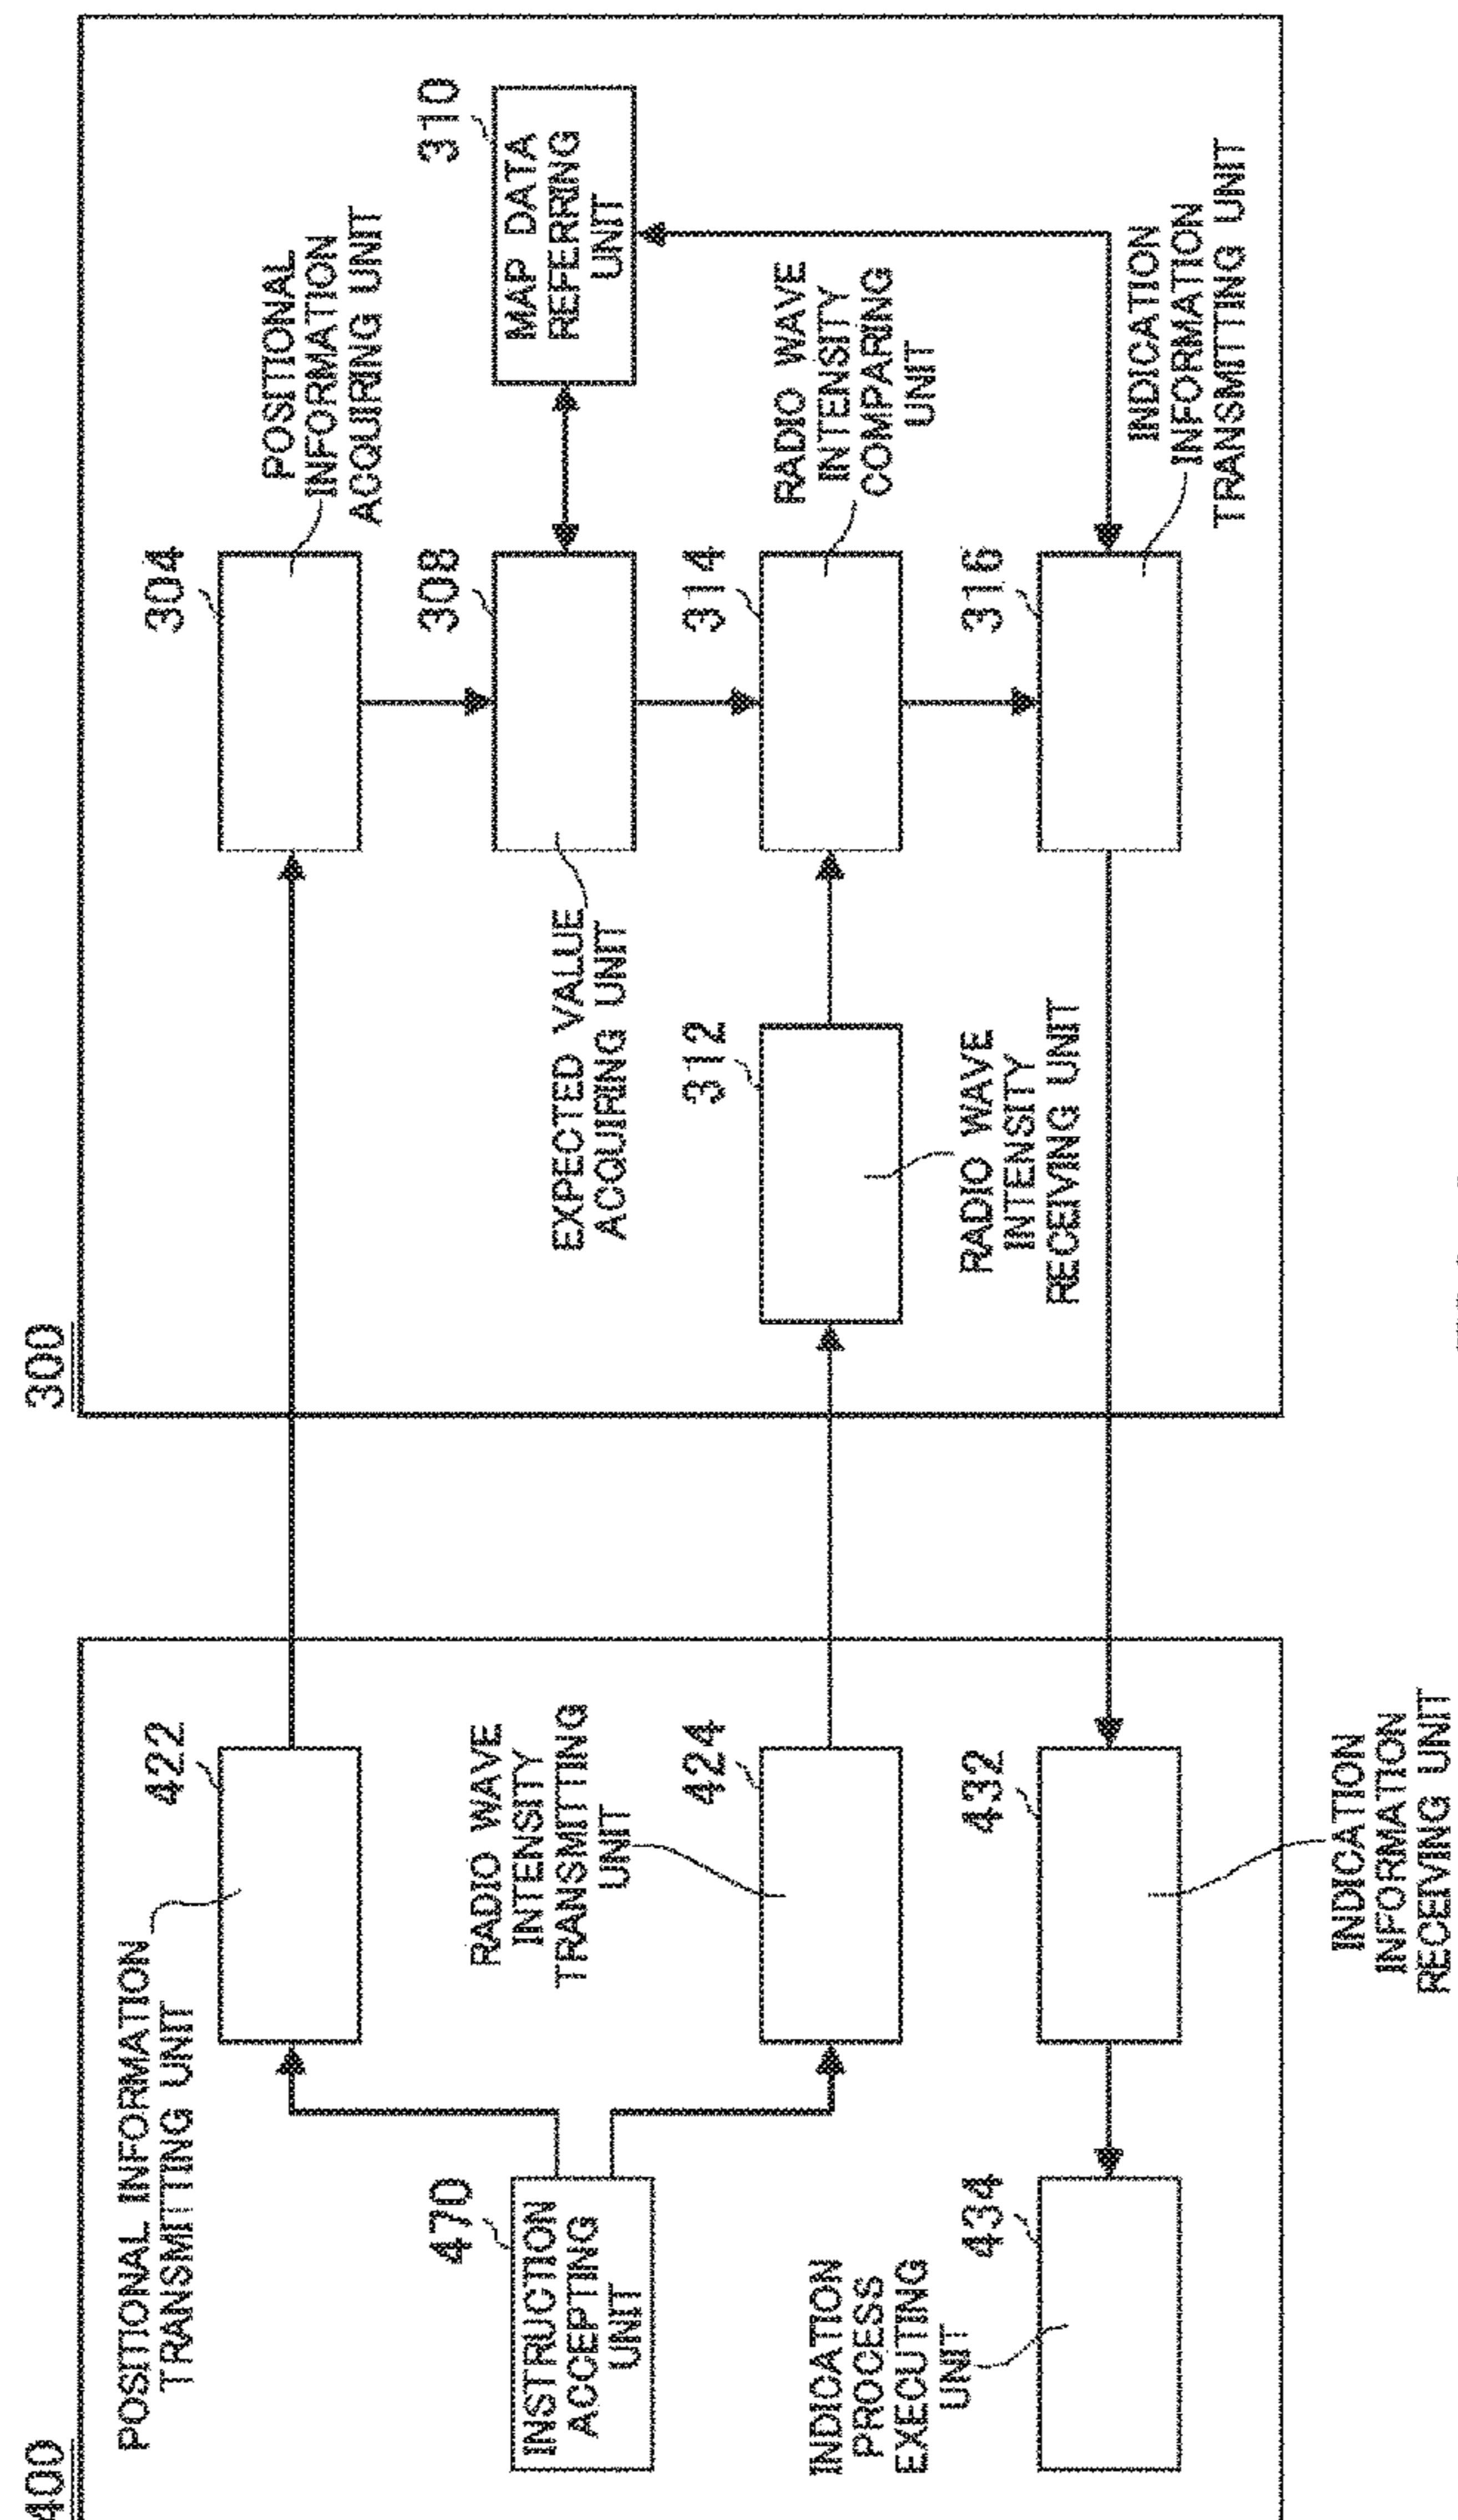 400
POSITIONAL INFORMATION
TRANSMITTING UNIT
422
470
INSTRUCTION
ACCEPTING
UNIT
RADIO WAVE
INTENSITY
TRANSMITTING
UNIT
424
INDICATION
PROCESS
EXECUTING
UNIT
434
432
INDICATION
INFORMATION
RECEIVING UNIT
300
304
POSITIONAL
INFORMATION
ACQUIRING UNIT
308
EXPECTED VALUE
ACQUIRING UNIT
310
MAP DATA
REFERRING
UNIT
312
RADIO WAVE
INTENSITY
RECEIVING UNIT
314
RADIO WAVE
INTENSITY
COMPARING
UNIT
316
INDICATION
INFORMATION
TRANSMITTING UNIT